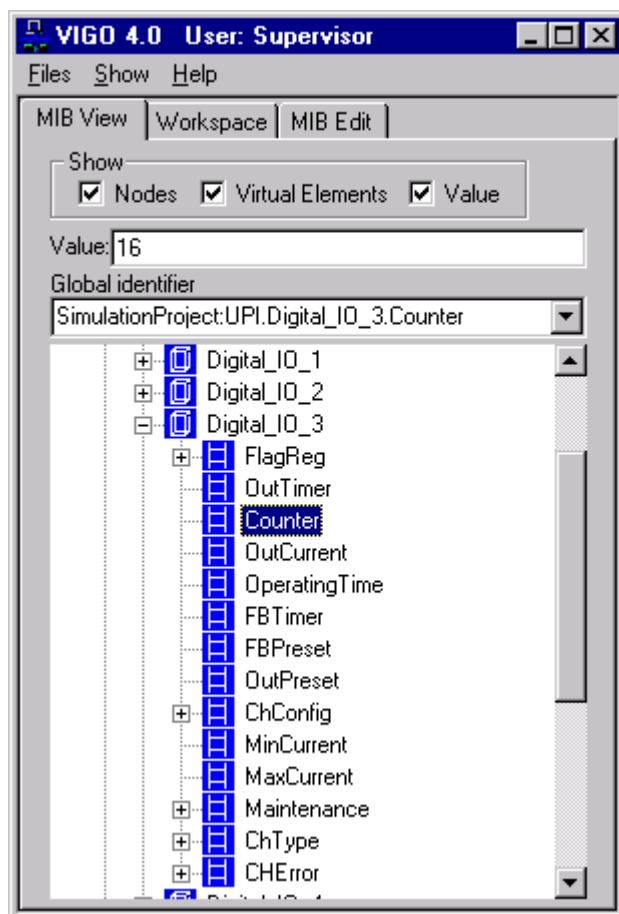 VIGO 4.0 User: Supervisor
Files Show Help
MIB View Workspace MIB Edit
Show
Nodes Virtual Elements Value
Value: 16
Global identifier
SimulationProject:UPI.Digital_IO_3.Counter
Digital_IO_1
Digital_IO_2
Digital_IO_3
FlagReg
OutTimer
Counter
OutCurrent
OperatingTime
FBTimer
FBPreset
OutPreset
ChConfig
MinCurrent
MaxCurrent
Maintenance
ChType
CHError